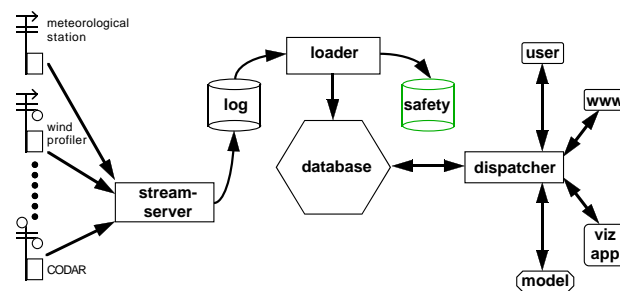 meteorological
station
wind
profiler
CODAR
stream-
server
log
loader
safety
database
dispatcher
user
www
viz
app
model